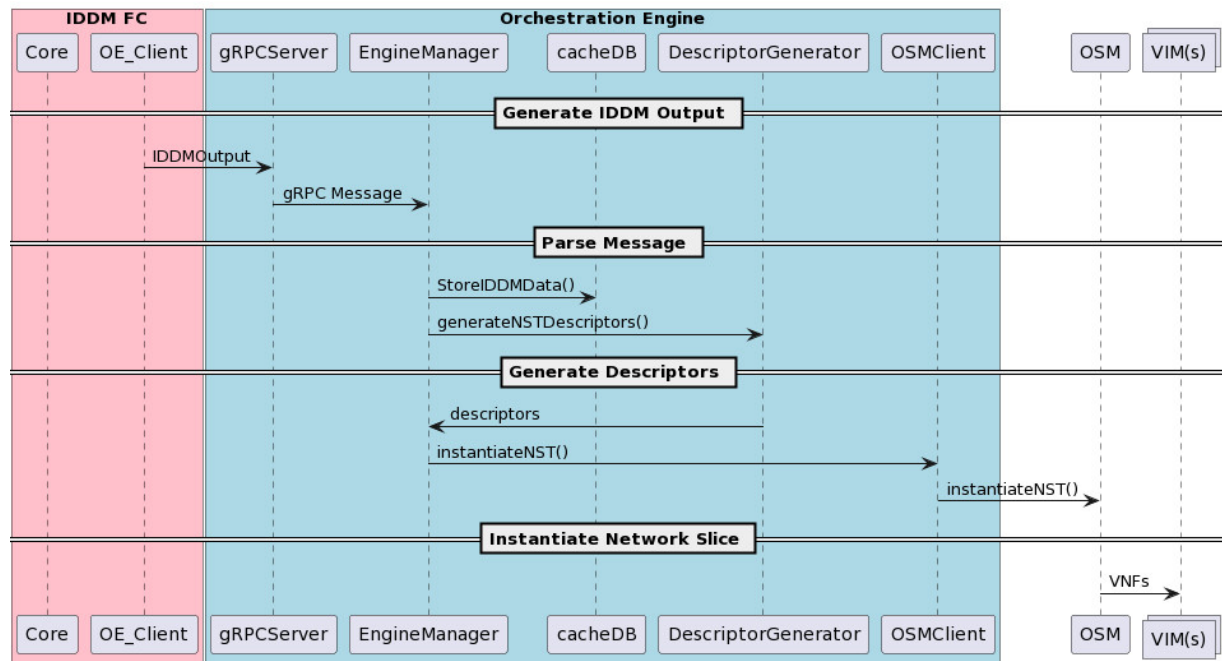 IDDM FC
Orchestration Engine
Core
OE_Client
gRPCServer
EngineManager
cacheDB
DescriptorGenerator
OSMClient
OSM
VIM(s)
Generate IDDM Output
IDDMOutput
gRPC Message
Parse Message
StoreIDDMData()
generateNSTDescriptors()
Generate Descriptors
descriptors
instantiateNST()
instantiateNST()
Instantiate Network Slice
VNFs
Core
OE_Client
gRPCServer
EngineManager
cacheDB
DescriptorGenerator
OSMClient
OSM
VIM(s)